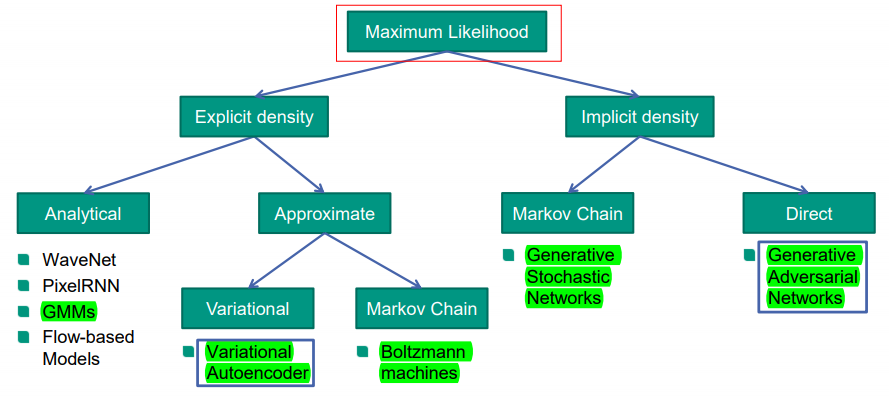 Maximum Likelihood
Explicit density
Implicit density
Analytical
Approximate
Markov Chain
Direct
WaveNet
PixelRNN
GMMs
Flow-based
Models
Generative
Stochastic
Networks
Generative
Adversarial
Networks
Variational
Markov Chain
Variational
Autoencoder
Boltzmann
machines